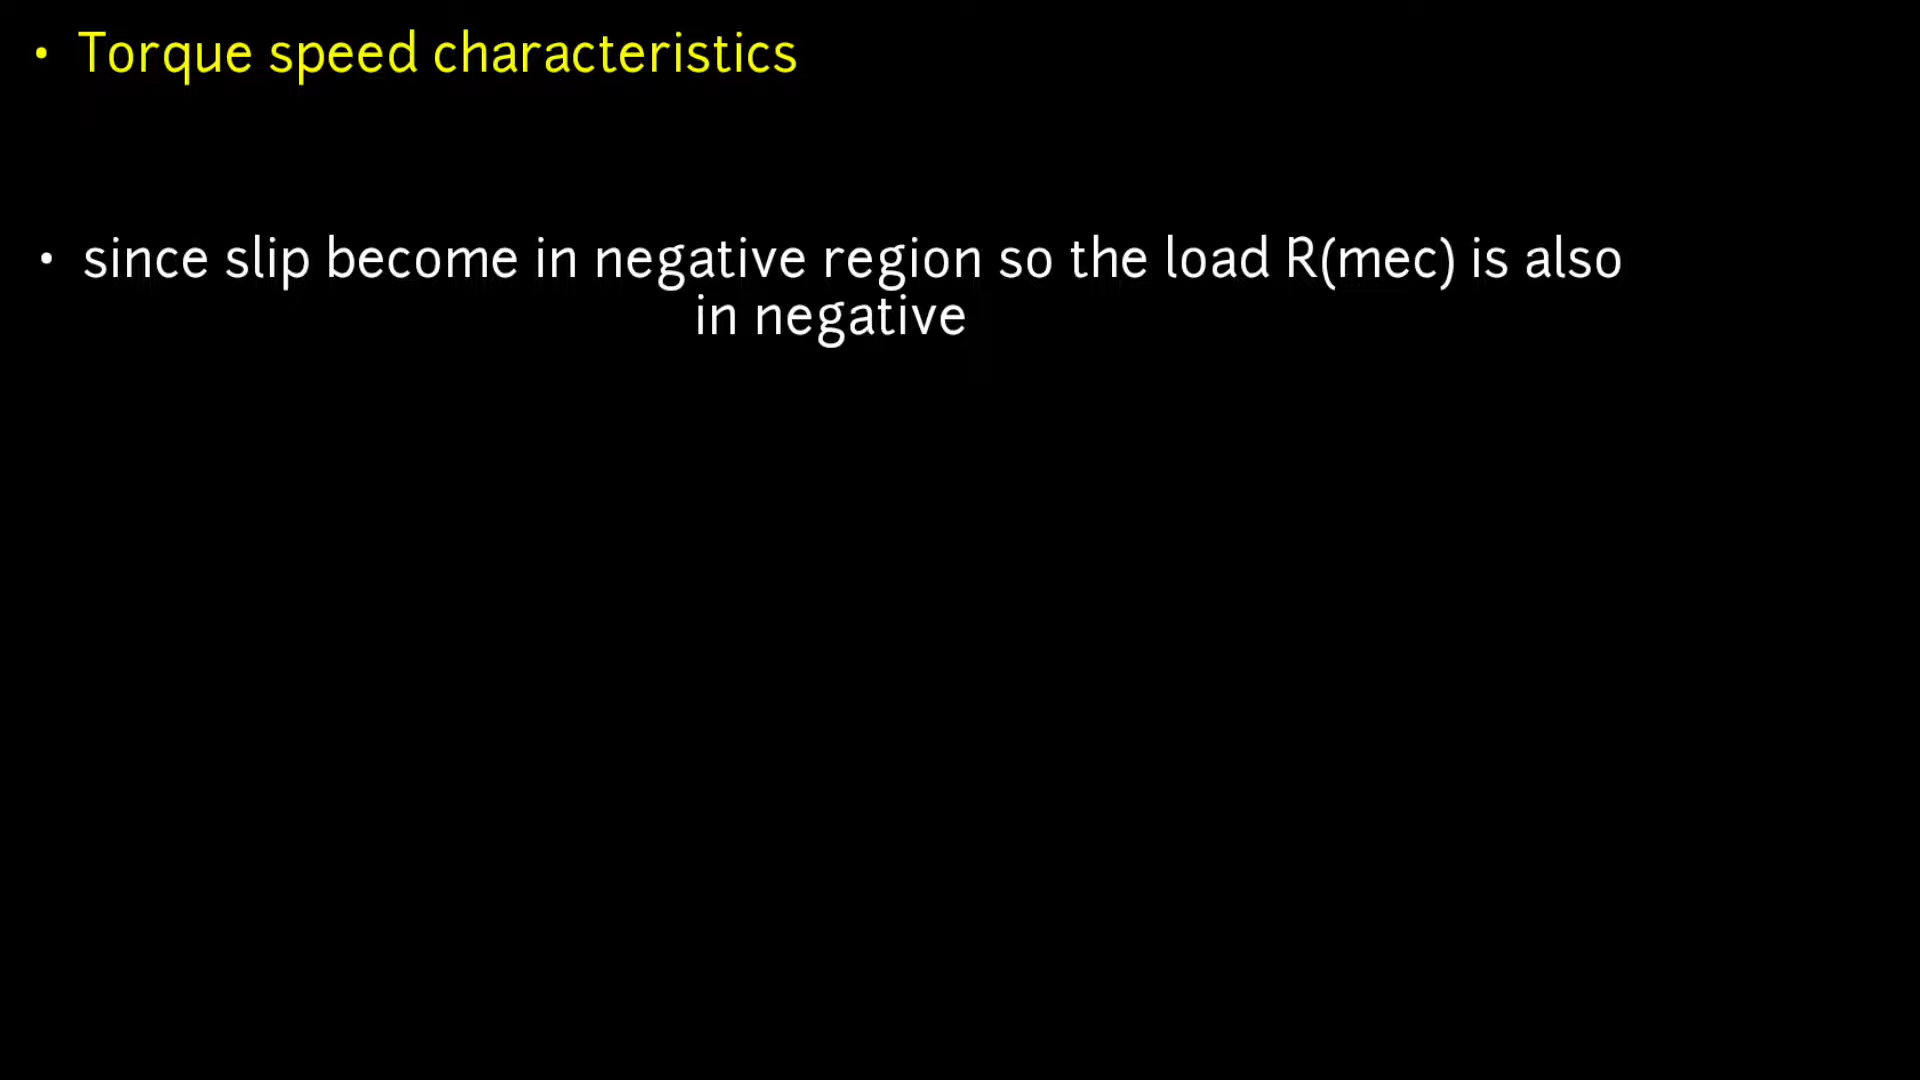 • Torque speed characteristics
• since slip become in negative region so the load R(mec) is also
in negative